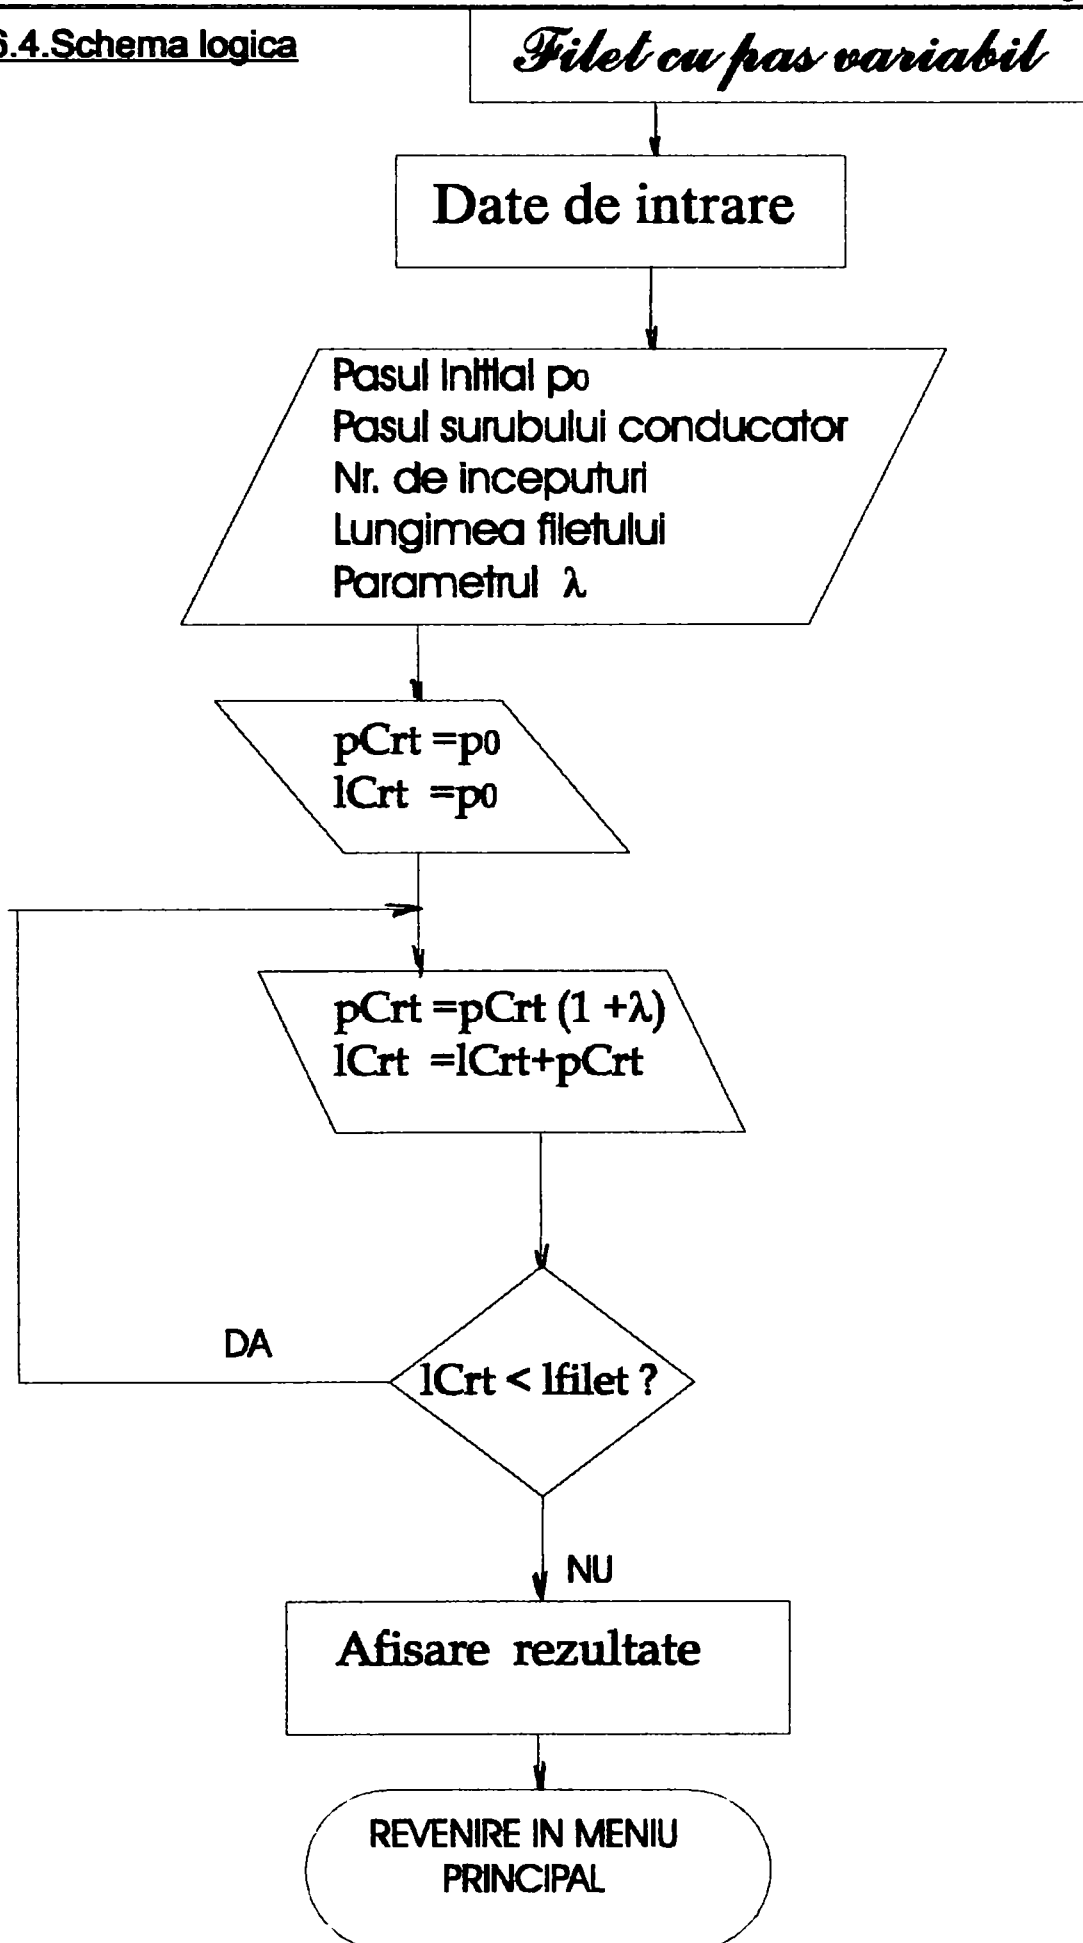 6.4.Schema logica
Filet cu pas variabil
Date de intrare
Pasul initial p0
Pasul surubului conducator
Nr. de inceputuri
Lungimea filetului
Parametrul λ
pCrt =p0
lCrt =p0
pCrt =pCrt (1 +λ)
lCrt =lCrt+pCrt
DA
lCrt < lfilet ?
NU
Afisare rezultate
REVENIRE IN MENIU
PRINCIPAL